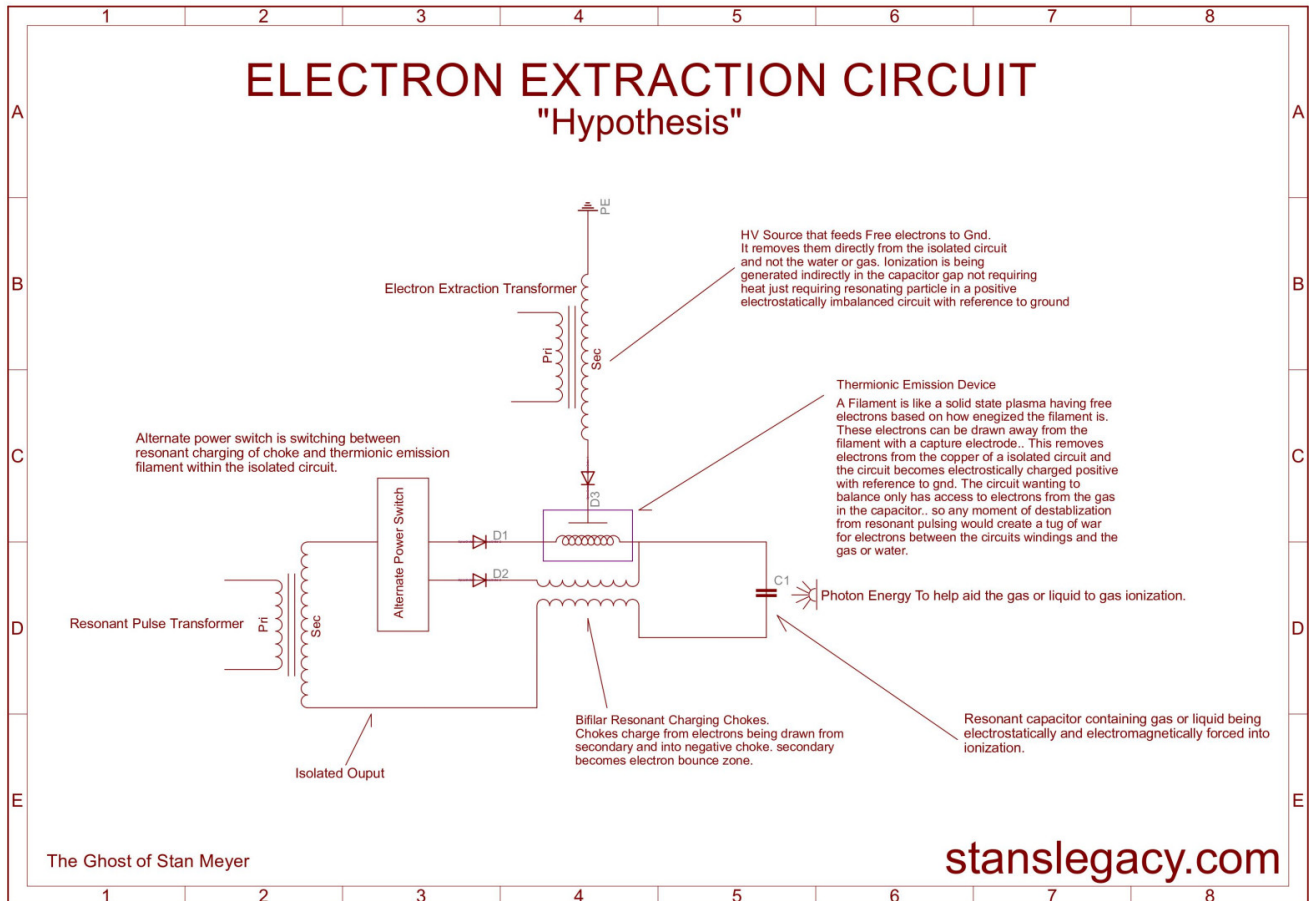 1 2 3 4 5 6 7 8
A A
ELECTRON EXTRACTION CIRCUIT
"Hypothesis"
PE
B B
HV Source that feeds Free electrons to Gnd.
It removes them directly from the isolated circuit
and not the water or gas. Ionization is being
generated indirectly in the capacitor gap not requiring
heat just requiring resonating particle in a positive
electrostatically imbalanced circuit with reference to ground
Electron Extraction Transformer
Pri
Sec
Thermionic Emission Device
A Filament is like a solid state plasma having free
electrons based on how enegized the filament is.
These electrons can be drawn away from the
filament with a capture electrode.. This removes
electrons from the copper of a isolated circuit and
the circuit becomes electrostically charged positive
with reference to gnd. The circuit wanting to
balance only has access to electrons from the gas
in the capacitor.. so any moment of destablization
from resonant pulsing would create a tug of war
for electrons between the circuits windings and the
gas or water.
C C
Alternate power switch is switching between
resonant charging of choke and thermionic emission
filament within the isolated circuit.
D3
Alternate Power Switch
D1
D2
C1
Photon Energy To help aid the gas or liquid to gas ionization.
D D
Resonant Pulse Transformer
Pri
Sec
Bifilar Resonant Charging Chokes.
Chokes charge from electrons being drawn from
secondary and into negative choke. secondary
becomes electron bounce zone.
Resonant capacitor containing gas or liquid being
electrostatically and electromagnetically forced into
ionization.
Isolated Ouput
E E
The Ghost of Stan Meyer
stanslegacy.com
1 2 3 4 5 6 7 8